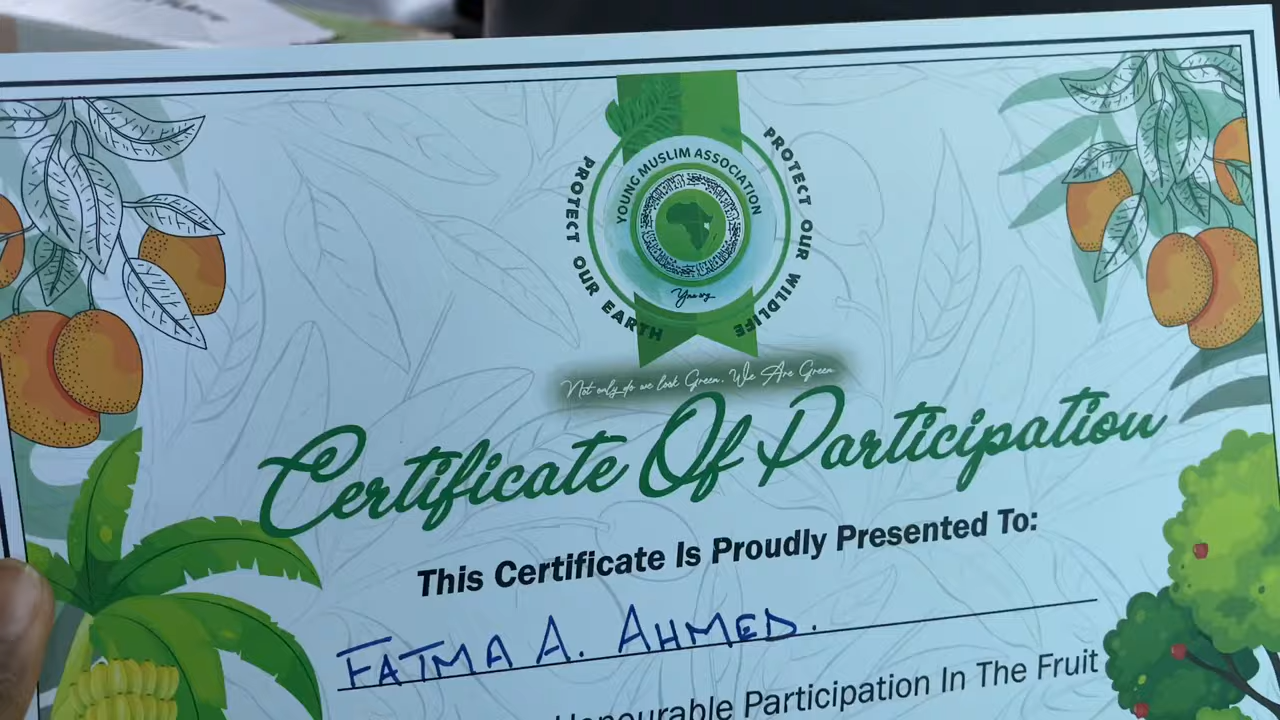 YOUNG MUSLIM ASSOCIATION
PROTECT OUR EARTH
PROTECT OUR WILDLIFE
Not only do we look Green. We Are Green
Certificate Of Participation
This Certificate Is Proudly Presented To:
FATMA A. AHMED.
Honourable Participation In The Fruit